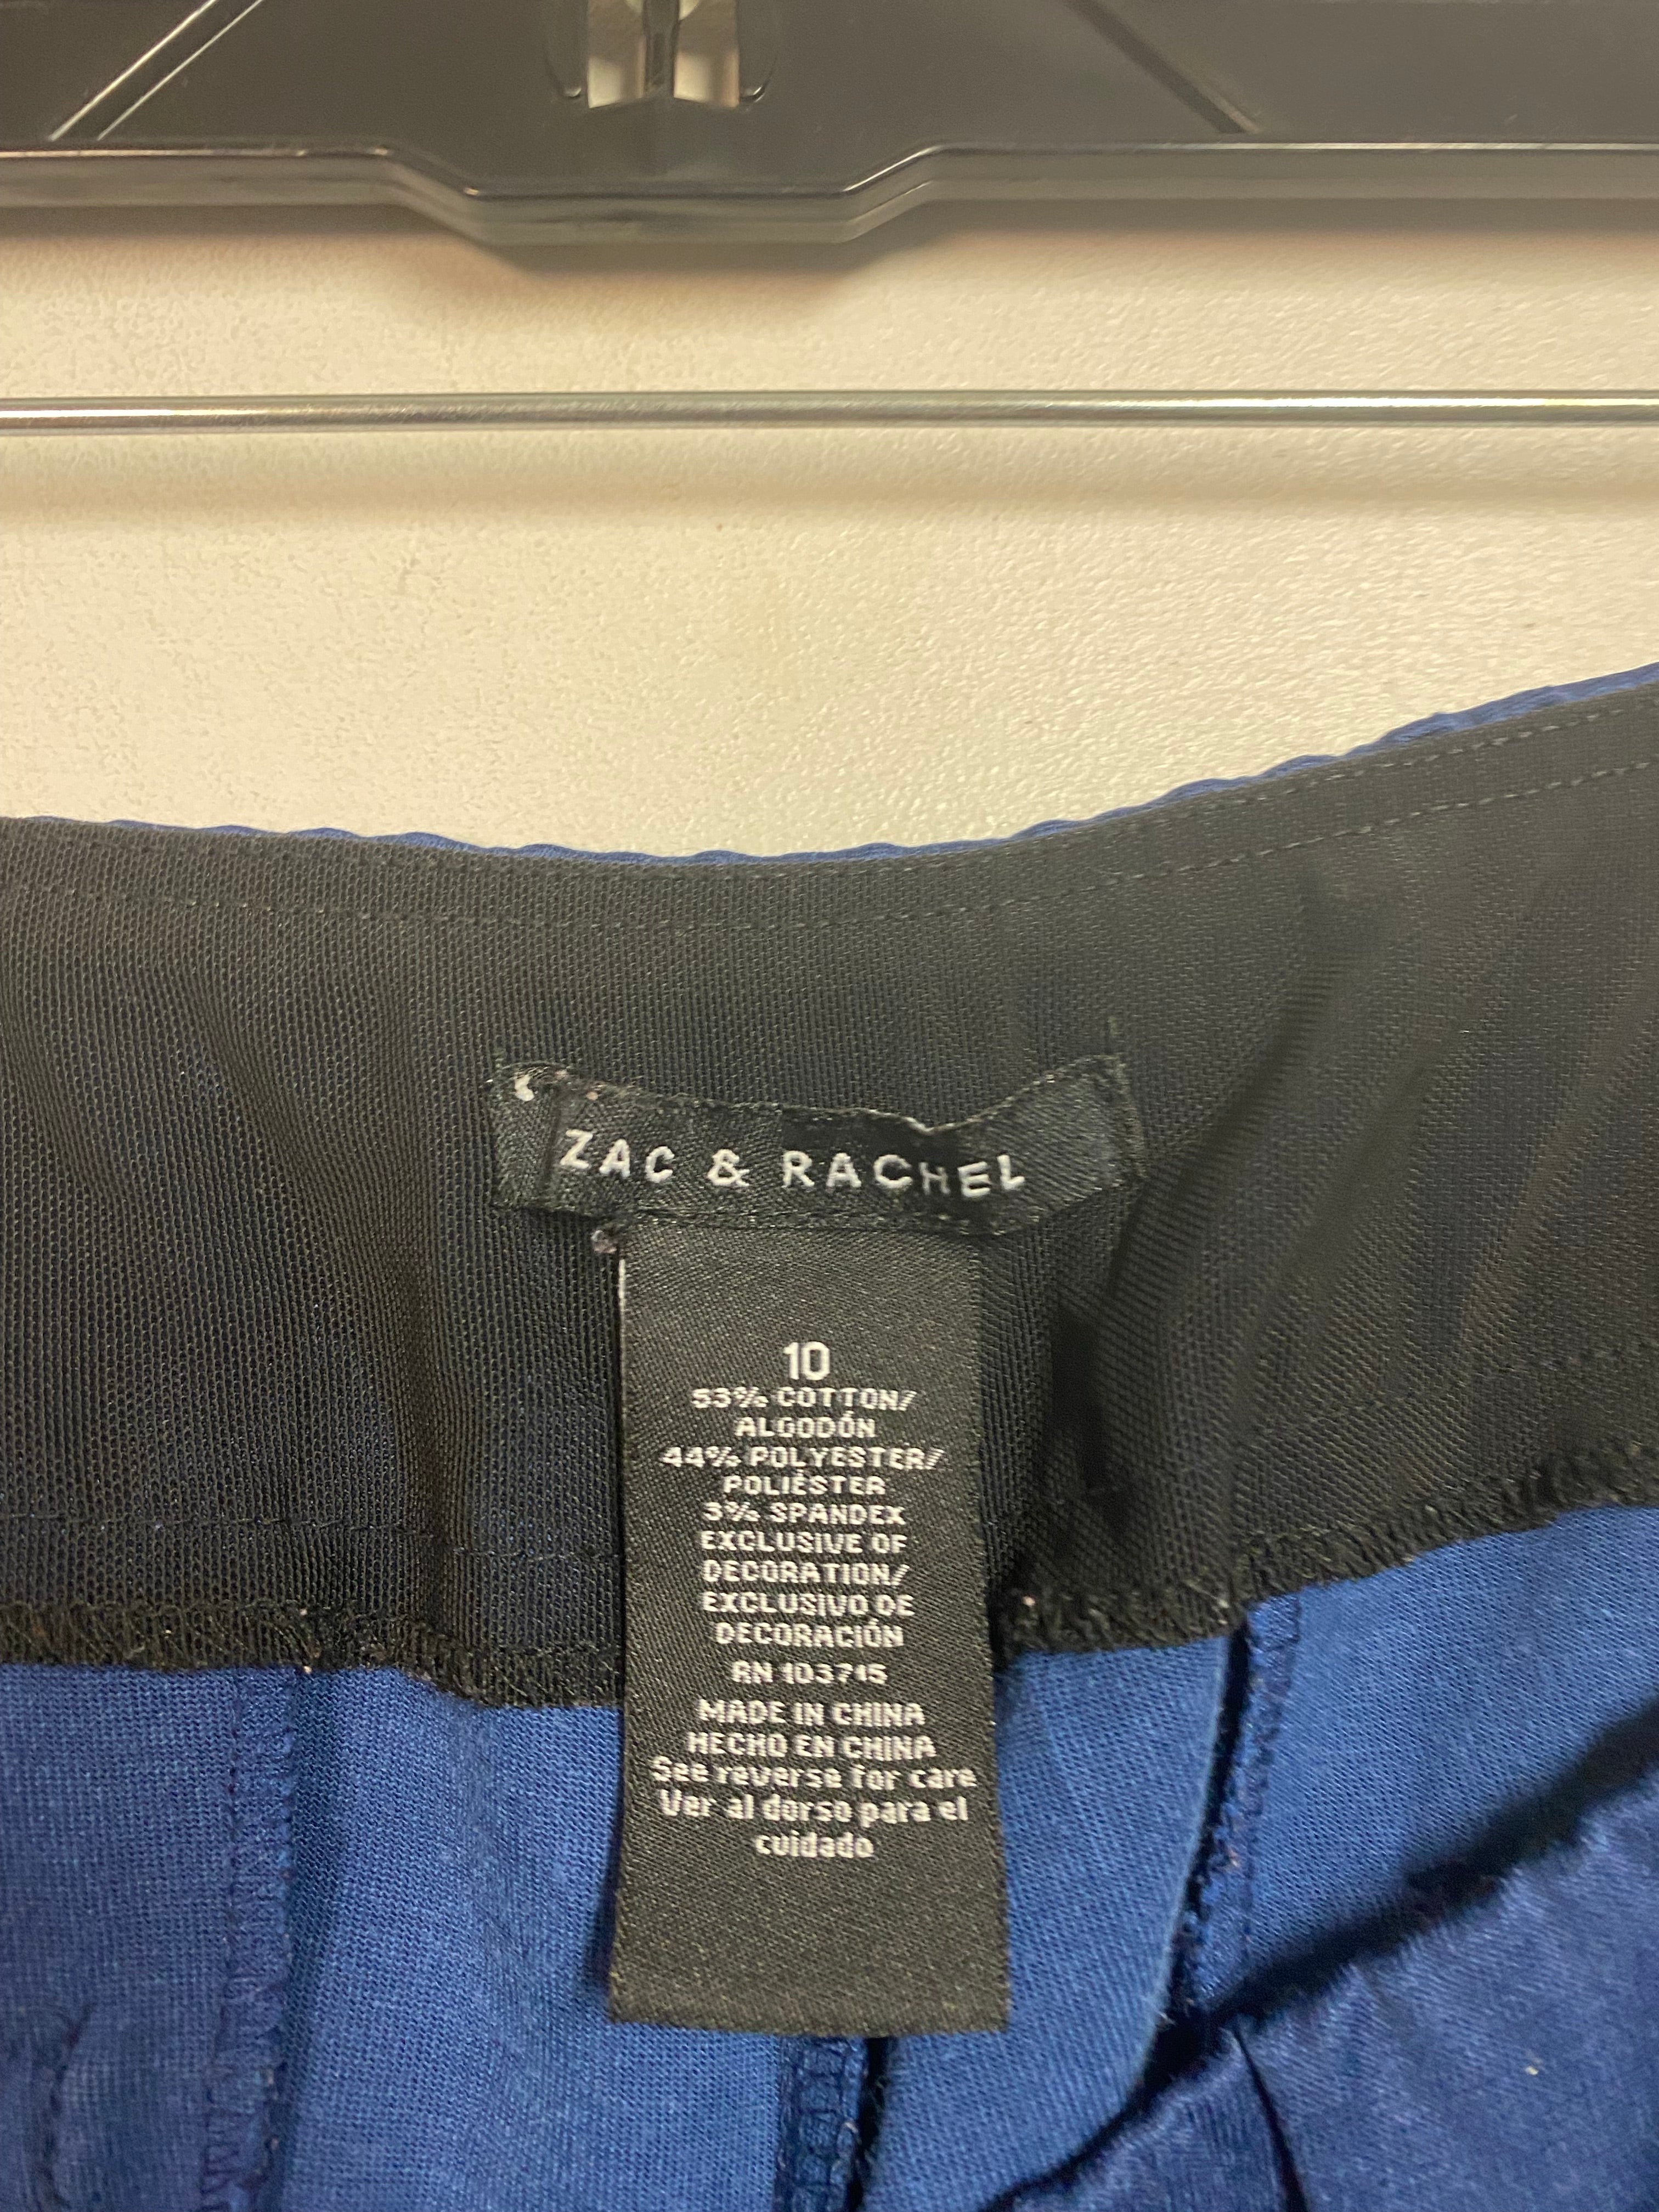 ZAC & RACHEL
10
53% COTTON/
ALGODÓN
44% POLYESTER/
POLIÉSTER
3% SPANDEX
EXCLUSIVE OF
DECORATION/
EXCLUSIVO DE
DECORACIÓN
RN 103715
MADE IN CHINA
HECHO EN CHINA
See reverse for care
Ver al dorso para el
cuidado